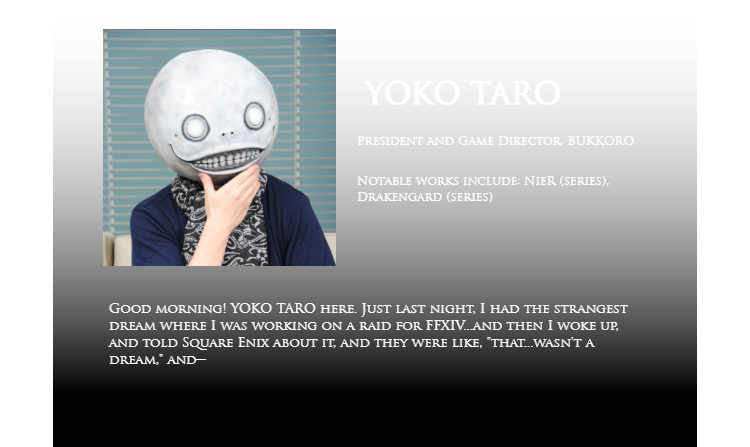 YOKO TARO
President and Game Director, BUKKORO
Notable works include: NieR (series),
Drakengard (series)
Good morning! YOKO TARO here. Just last night, I had the strangest
dream where I was working on a raid for FFXIV...and then I woke up,
and told Square Enix about it, and they were like, "that...wasn't a
dream," and—